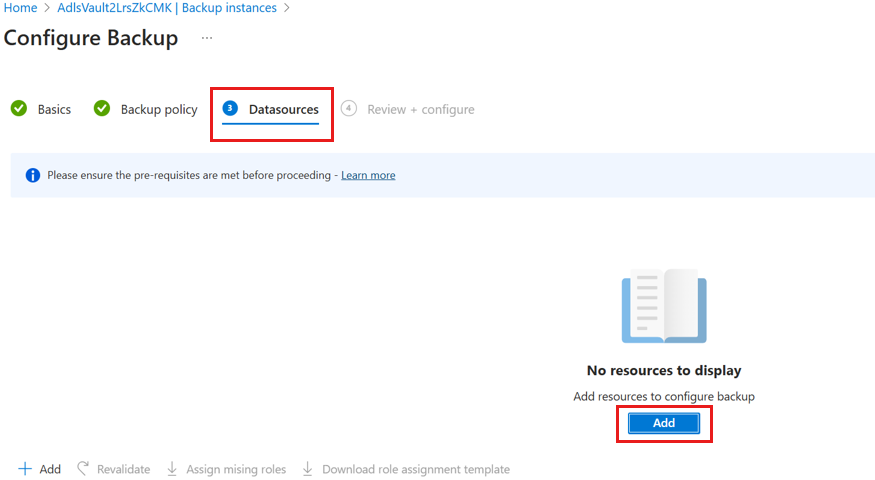 Home > AdlsVault2LrsZkCMK | Backup instances >
Configure Backup ...
Basics Backup policy 3 Datasources 4 Review + configure
Please ensure the pre-requisites are met before proceeding - Learn more
No resources to display
Add resources to configure backup
Add
+ Add Revalidate Assign mising roles Download role assignment template